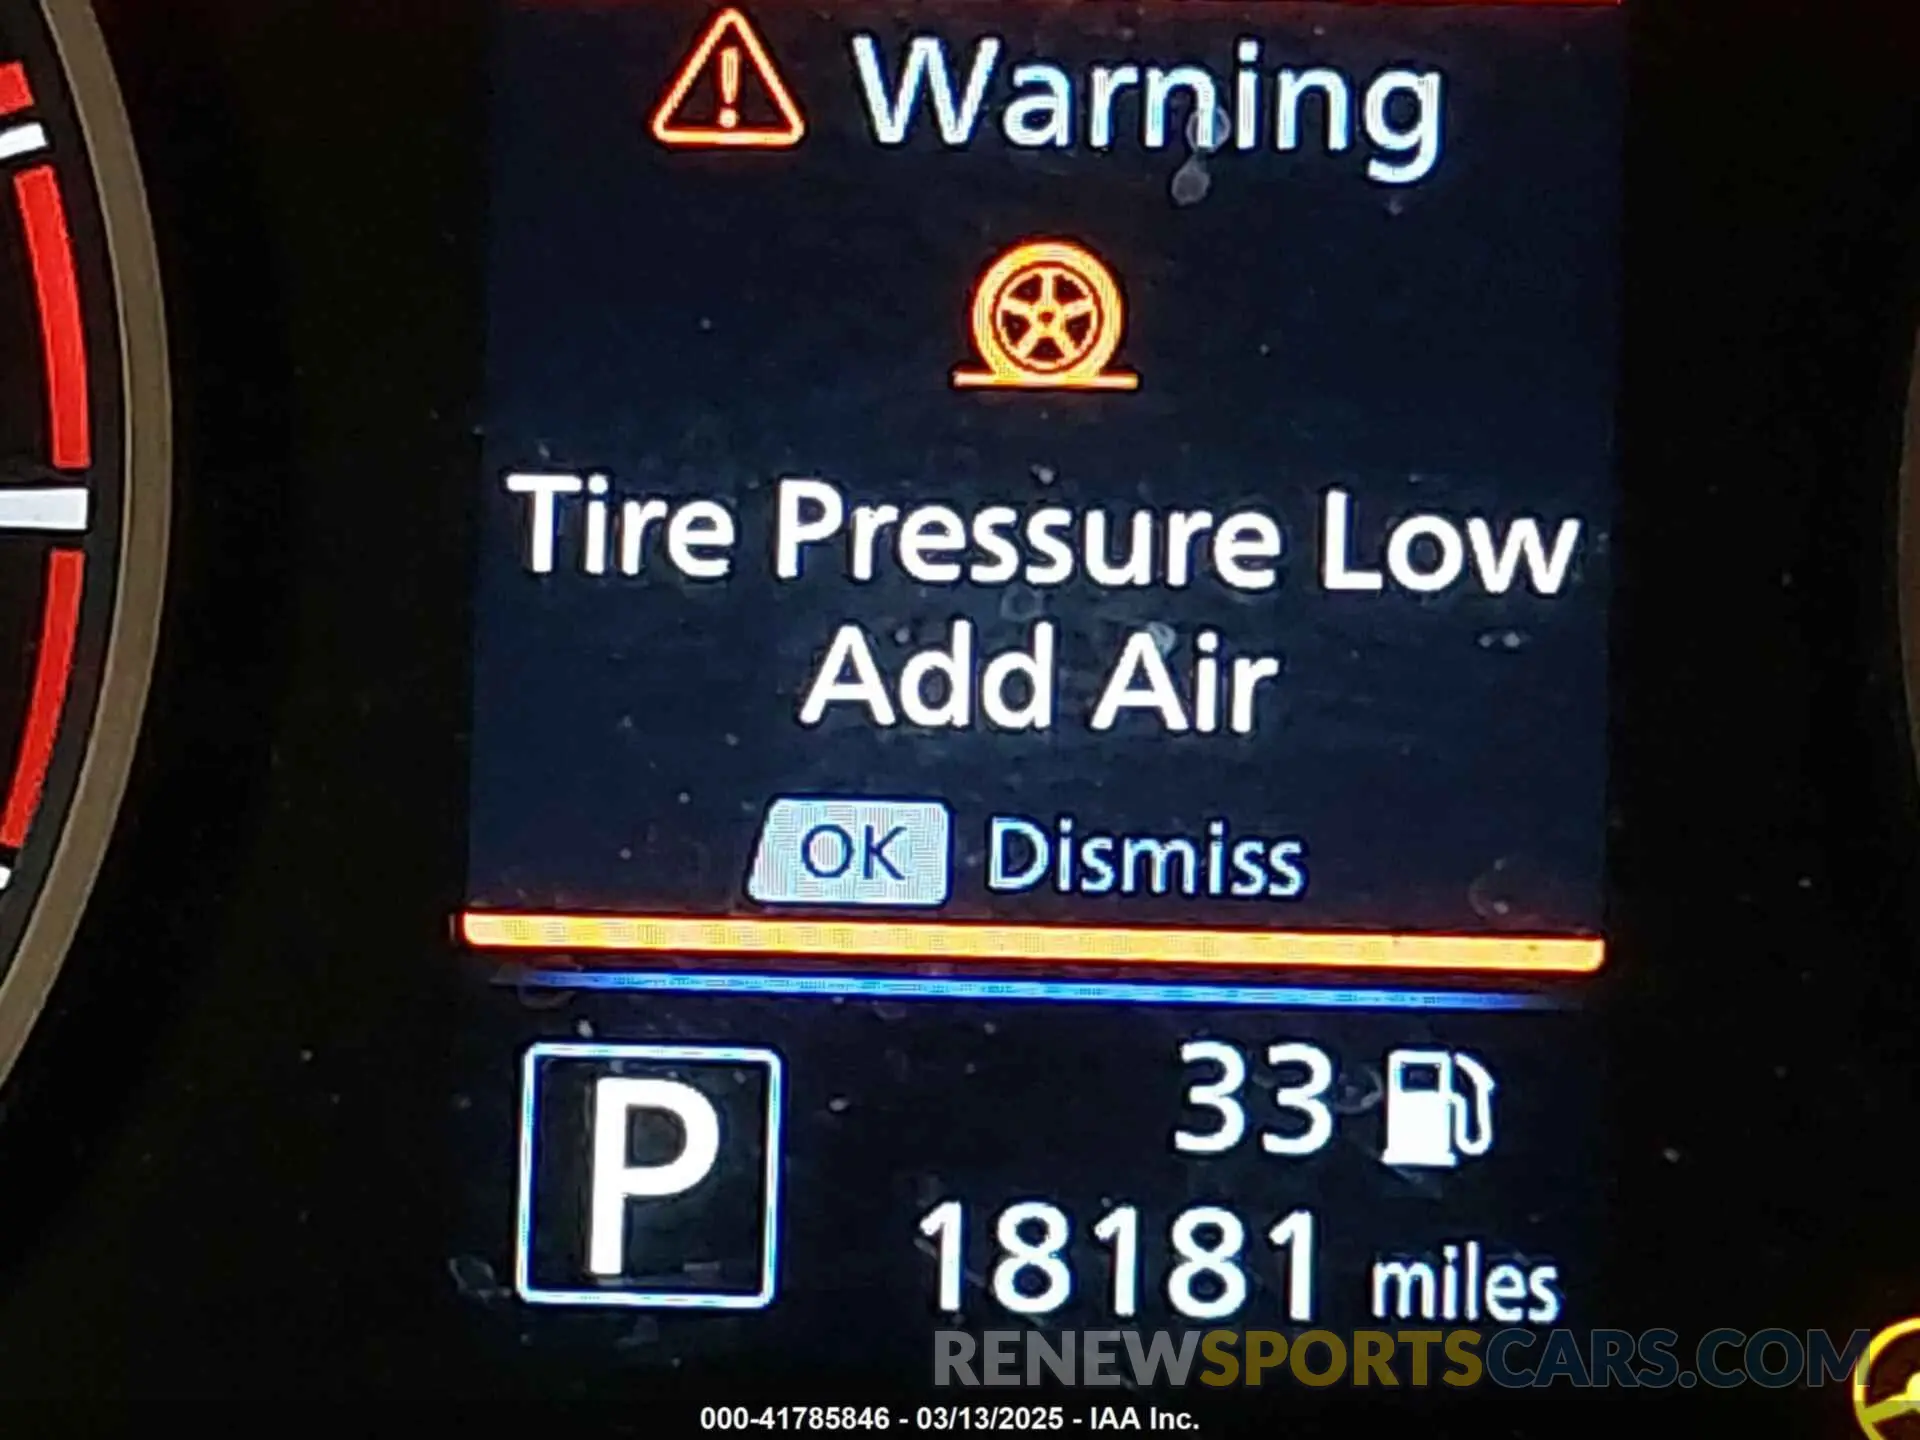 Warning
Tire Pressure Low
Add Air
OK Dismiss
33
P
18181 miles
RENEWSPORTSCARS.COM
000-41785846 - 03/13/2025 - IAA Inc.